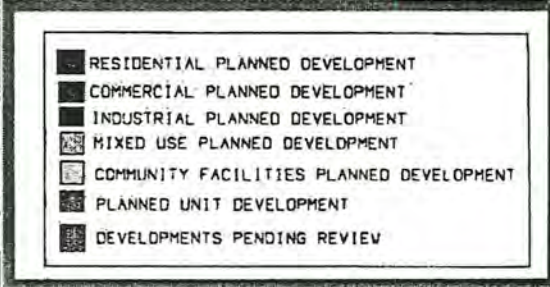 RESIDENTIAL PLANNED DEVELOPMENT
COMMERCIAL PLANNED DEVELOPMENT
INDUSTRIAL PLANNED DEVELOPMENT
MIXED USE PLANNED DEVELOPMENT
COMMUNITY FACILITIES PLANNED DEVELOPMENT
PLANNED UNIT DEVELOPMENT
DEVELOPMENTS PENDING REVIEW